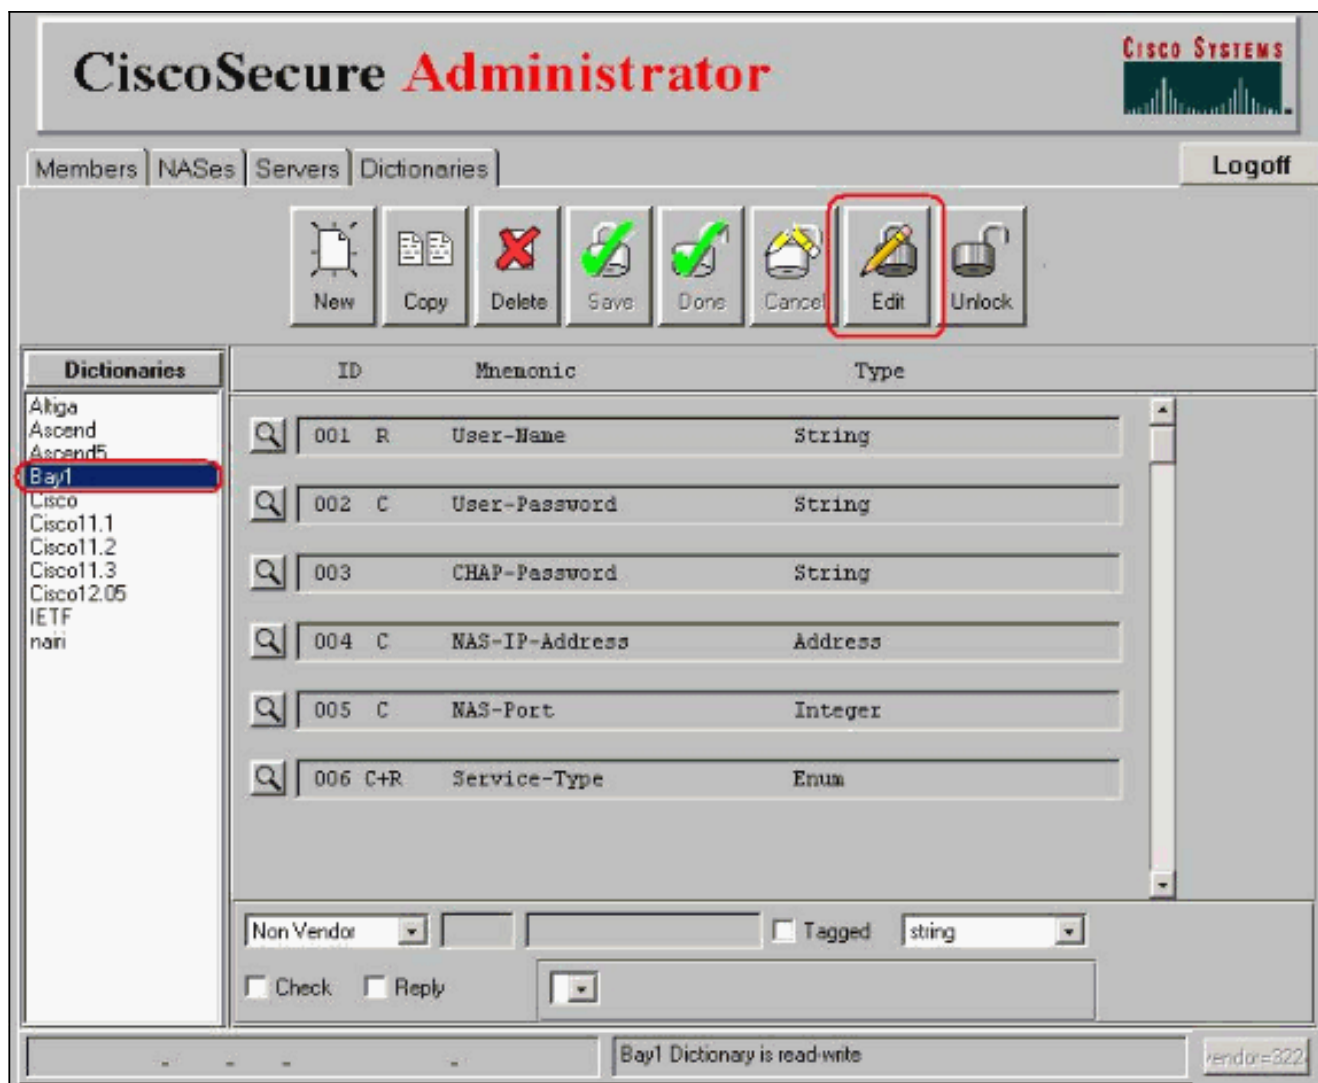 CiscoSecure Administrator
CISCO SYSTEMS
Members NASes Servers Dictionaries
Logoff
New Copy Delete Save Done Cancel Edit Unlock
Dictionaries
ID Mnemonic Type
Altiga
Ascend
Ascend5
Bay1
Cisco
Cisco11.1
Cisco11.2
Cisco11.3
Cisco12.05
IETF
nairi
001 R User-Name String
002 C User-Password String
003 CHAP-Password String
004 C NAS-IP-Address Address
005 C NAS-Port Integer
006 C+R Service-Type Enum
Non Vendor Tagged string
Check Reply
Bay1 Dictionary is read-write